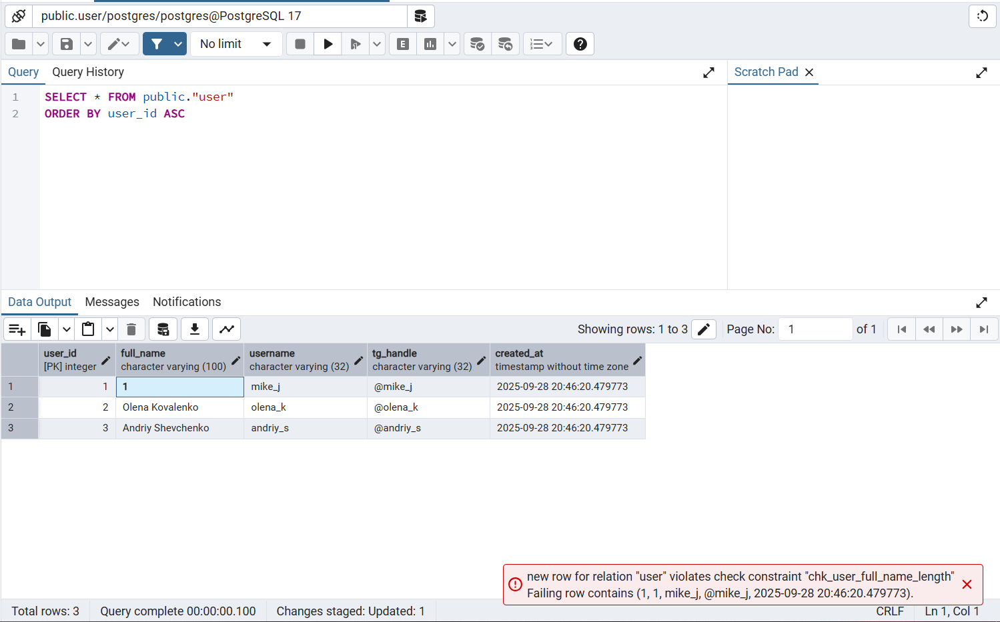 public.user/postgres/postgres@PostgreSQL 17
No limit
E
Query Query History
Scratch Pad
1 SELECT * FROM public."user"
2 ORDER BY user_id ASC
Data Output Messages Notifications
Showing rows: 1 to 3 Page No: 1 of 1
user_id full_name username tg_handle created_at
[PK] integer character varying (100) character varying (32) character varying (32) timestamp without time zone
1 1 1 mike_j @mike_j 2025-09-28 20:46:20.479773
2 2 Olena Kovalenko olena_k @olena_k 2025-09-28 20:46:20.479773
3 3 Andriy Shevchenko andriy_s @andriy_s 2025-09-28 20:46:20.479773
new row for relation "user" violates check constraint "chk_user_full_name_length"
Failing row contains (1, 1, mike_j, @mike_j, 2025-09-28 20:46:20.479773).
Total rows: 3 Query complete 00:00:00.100 Changes staged: Updated: 1 CRLF Ln 1, Col 1